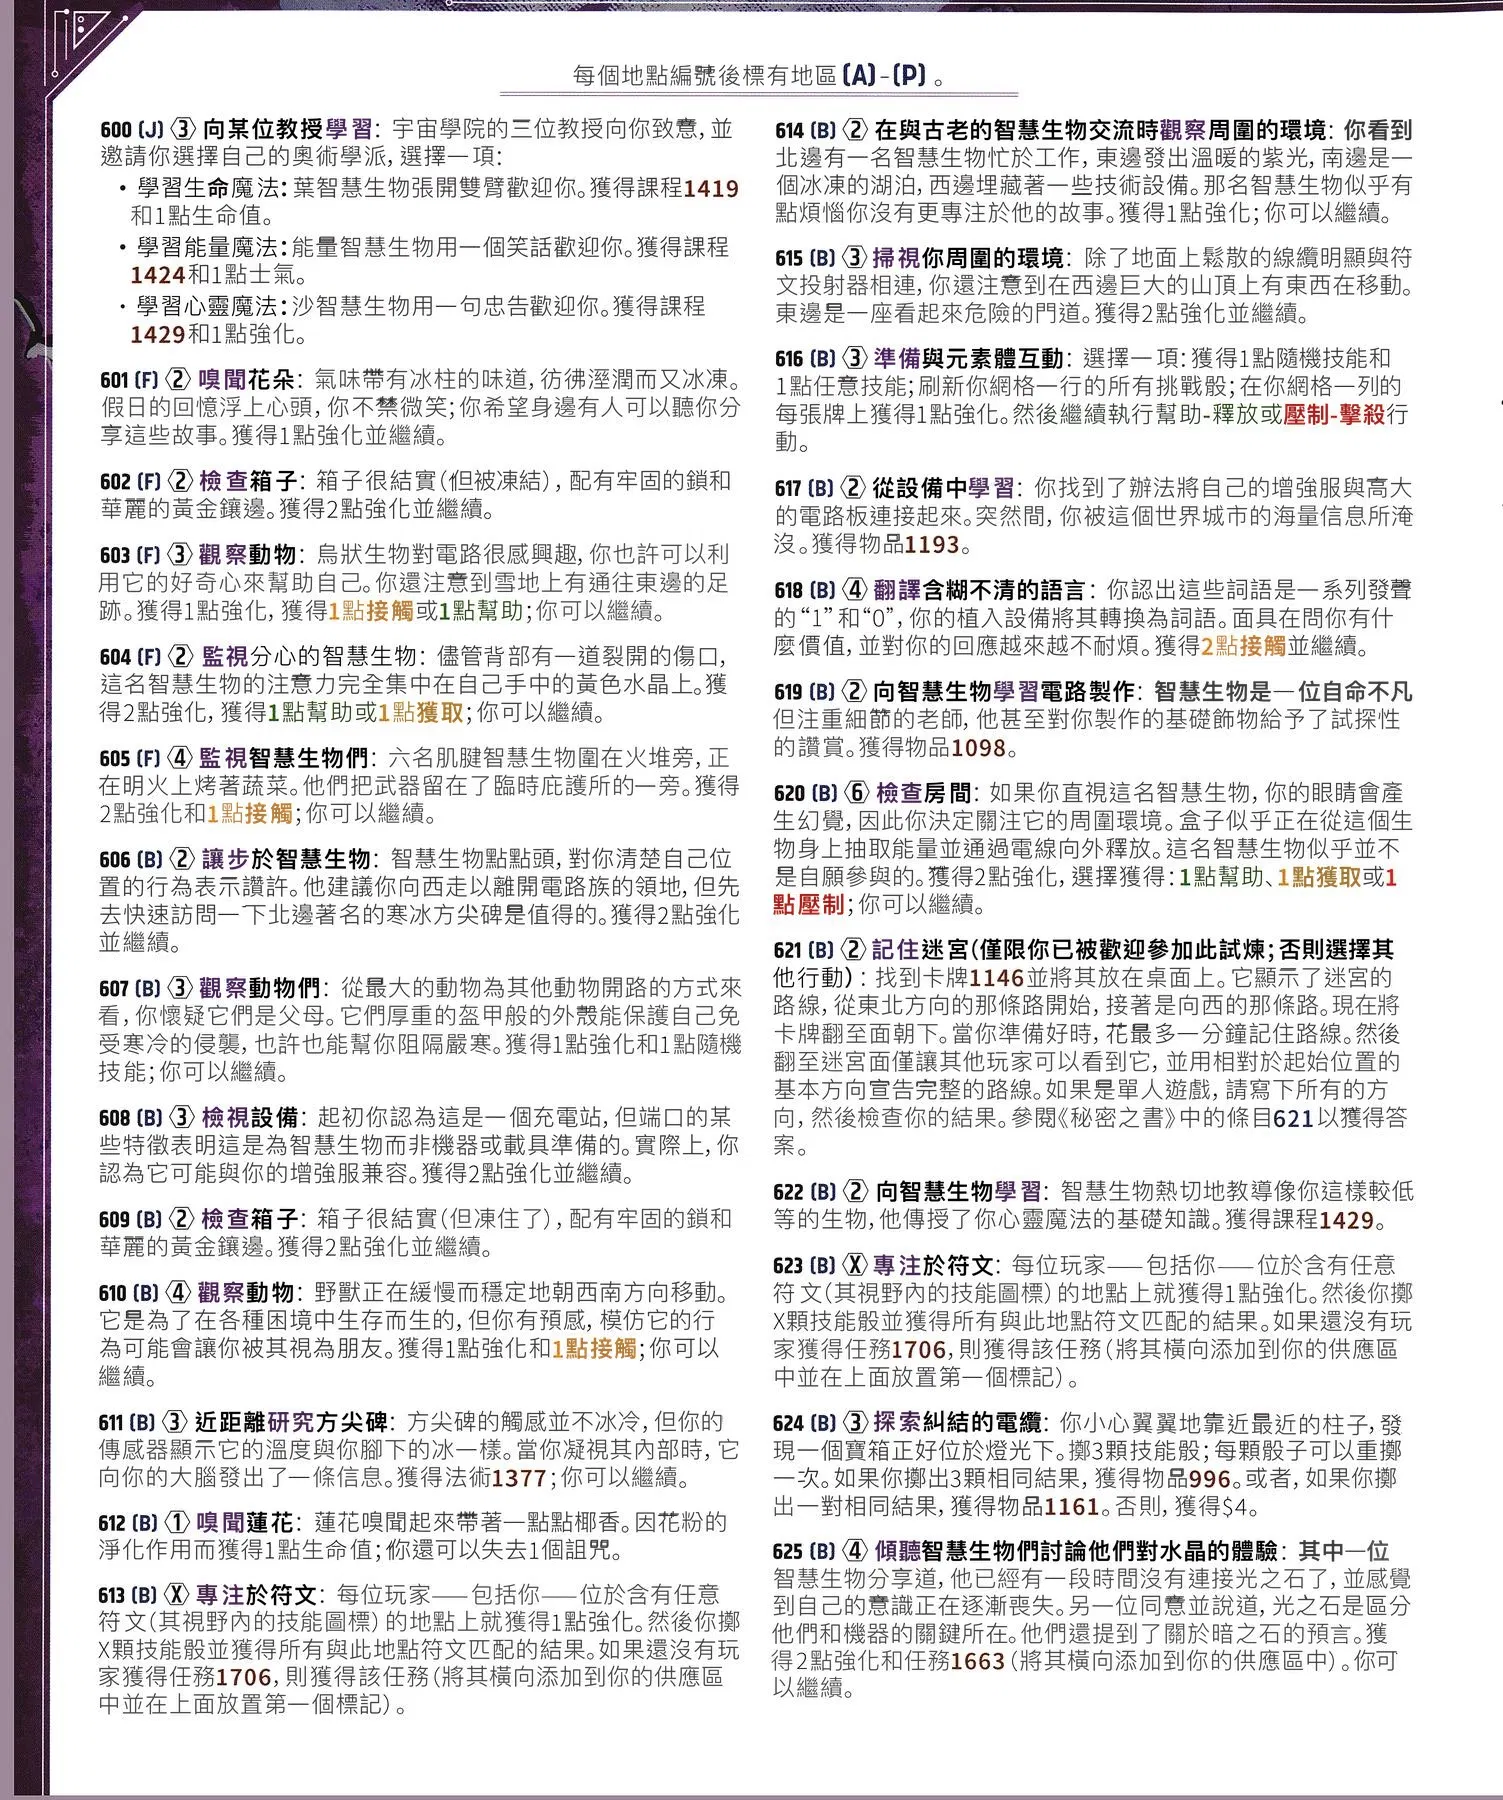 每個地點編號後標有地區(A)-(P)。
600 (J) ③ 向某位教授學習：宇宙學院的三位教授向你致意，並
邀請你選擇自己的奧術學派，選擇一項：
• 學習生命魔法：葉智慧生物張開雙臂歡迎你。獲得課程1419
和1點生命值。
• 學習能量魔法：能量智慧生物用一個笑話歡迎你。獲得課程
1424和1點士氣。
• 學習心靈魔法：沙智慧生物用一句忠告歡迎你。獲得課程
1429和1點強化。
601 (F) ② 嗅聞花朵：氣味帶有冰柱的味道，彷彿溼潤而又冰凍。
假日的回憶浮上心頭，你不禁微笑；你希望身邊有人可以聽你分
享這些故事。獲得1點強化並繼續。
602 (F) ② 檢查箱子：箱子很結實（但被凍結），配有牢固的鎖和
華麗的黃金鑲邊。獲得2點強化並繼續。
603 (F) ③ 觀察動物：鳥狀生物對電路很感興趣，你也許可以利
用它的好奇心來幫助自己。你還注意到雪地上有通往東邊的足
跡。獲得1點強化，獲得1點接觸或1點幫助；你可以繼續。
604 (F) ② 監視分心的智慧生物：儘管背部有一道裂開的傷口，
這名智慧生物的注意力完全集中在自己手中的黃色水晶上。獲
得2點強化，獲得1點幫助或1點獲取；你可以繼續。
605 (F) ④ 監視智慧生物們：六名肌腱智慧生物圍在火堆旁，正
在明火上烤著蔬菜。他們把武器留在了臨時庇護所的一旁。獲得
2點強化和1點接觸；你可以繼續。
606 (B) ② 讓步於智慧生物：智慧生物點點頭，對你清楚自己位
置的行為表示讚許。他建議你向西走以離開電路族的領地，但先
去快速訪問一下北邊著名的寒冰方尖碑是值得的。獲得2點強化
並繼續。
607 (B) ③ 觀察動物們：從最大的動物為其他動物開路的方式來
看，你懷疑它們是父母。它們厚重的盔甲般的外殼能保護自己免
受寒冷的侵襲，也許也能幫你阻隔嚴寒。獲得1點強化和1點隨機
技能；你可以繼續。
608 (B) ③ 檢視設備：起初你認為這是一個充電站，但端口的某
些特徵表明這是為智慧生物而非機器或載具準備的。實際上，你
認為它可能與你的增強服兼容。獲得2點強化並繼續。
609 (B) ② 檢查箱子：箱子很結實（但凍住了），配有牢固的鎖和
華麗的黃金鑲邊。獲得2點強化並繼續。
610 (B) ④ 觀察動物：野獸正在緩慢而穩定地朝西南方向移動。
它是為了在各種困境中生存而生的，但你有預感，模仿它的行
為可能會讓你被其視為朋友。獲得1點強化和1點接觸；你可以
繼續。
611 (B) ③ 近距離研究方尖碑：方尖碑的觸感並不冰冷，但你的
傳感器顯示它的溫度與你腳下的冰一樣。當你凝視其內部時，它
向你的大腦發出了一條信息。獲得法術1377；你可以繼續。
612 (B) ① 嗅聞蓮花：蓮花嗅聞起來帶著一點點椰香。因花粉的
淨化作用而獲得1點生命值；你還可以失去1個詛咒。
613 (B) Ⓧ 專注於符文：每位玩家——包括你——位於含有任意
符文（其視野內的技能圖標）的地點上就獲得1點強化。然後你擲
X顆技能骰並獲得所有與此地點符文匹配的結果。如果還沒有玩
家獲得任務1706，則獲得該任務（將其橫向添加到你的供應區
中並在上面放置第一個標記）。
614 (B) ② 在與古老的智慧生物交流時觀察周圍的環境：你看到
北邊有一名智慧生物忙於工作，東邊發出溫暖的紫光，南邊是一
個冰凍的湖泊，西邊埋藏著一些技術設備。那名智慧生物似乎有
點煩惱你沒有更專注於他的故事。獲得1點強化；你可以繼續。
615 (B) ③ 掃視你周圍的環境：除了地面上鬆散的線纜明顯與符
文投射器相連，你還注意到在西邊巨大的山頂上有東西在移動。
東邊是一座看起來危險的門道。獲得2點強化並繼續。
616 (B) ③ 準備與元素體互動：選擇一項：獲得1點隨機技能和
1點任意技能；刷新你網格一行的所有挑戰骰；在你網格一列的
每張牌上獲得1點強化。然後繼續執行幫助-釋放或壓制-擊殺行
動。
617 (B) ② 從設備中學習：你找到了辦法將自己的增強服與高大
的電路板連接起來。突然間，你被這個世界城市的海量信息所淹
沒。獲得物品1193。
618 (B) ④ 翻譯含糊不清的語言：你認出這些詞語是一系列發聲
的“1”和“0”，你的植入設備將其轉換為詞語。面具在問你有什
麼價值，並對你的回應越來越不耐煩。獲得2點接觸並繼續。
619 (B) ② 向智慧生物學習電路製作：智慧生物是一位自命不凡
但注重細節的老師，他甚至對你製作的基礎飾物給予了試探性
的讚賞。獲得物品1098。
620 (B) ⑥ 檢查房間：如果你直視這名智慧生物，你的眼睛會產
生幻覺，因此你決定關注它的周圍環境。盒子似乎正在從這個生
物身上抽取能量並通過電線向外釋放。這名智慧生物似乎並不
是自願參與的。獲得2點強化，選擇獲得：1點幫助、1點獲取或1
點壓制；你可以繼續。
621 (B) ② 記住迷宮（僅限你已被歡迎參加此試煉；否則選擇其
他行動）：找到卡牌1146並將其放在桌面上。它顯示了迷宮的
路線，從東北方向的那條路開始，接著是向西的那條路。現在將
卡牌翻至面朝下。當你準備好時，花最多一分鐘記住路線。然後
翻至迷宮面僅讓其他玩家可以看到它，並用相對於起始位置的
基本方向宣告完整的路線。如果是單人遊戲，請寫下所有的方
向，然後檢查你的結果。參閱《秘密之書》中的條目621以獲得答
案。
622 (B) ② 向智慧生物學習：智慧生物熱切地教導像你這樣較低
等的生物，他傳授了你心靈魔法的基礎知識。獲得課程1429。
623 (B) Ⓧ 專注於符文：每位玩家——包括你——位於含有任意
符文（其視野內的技能圖標）的地點上就獲得1點強化。然後你擲
X顆技能骰並獲得所有與此地點符文匹配的結果。如果還沒有玩
家獲得任務1706，則獲得該任務（將其橫向添加到你的供應區
中並在上面放置第一個標記）。
624 (B) ③ 探索糾結的電纜：你小心翼翼地靠近最近的柱子，發
現一個寶箱正好位於燈光下。擲3顆技能骰；每顆骰子可以重擲
一次。如果你擲出3顆相同結果，獲得物品996。或者，如果你擲
出一對相同結果，獲得物品1161。否則，獲得$4。
625 (B) ④ 傾聽智慧生物們討論他們對水晶的體驗：其中一位
智慧生物分享道，他已經有一段時間沒有連接光之石了，並感覺
到自己的意識正在逐漸喪失。另一位同意並說道，光之石是區分
他們和機器的關鍵所在。他們還提到了關於暗之石的預言。獲
得2點強化和任務1663（將其橫向添加到你的供應區中）。你可
以繼續。